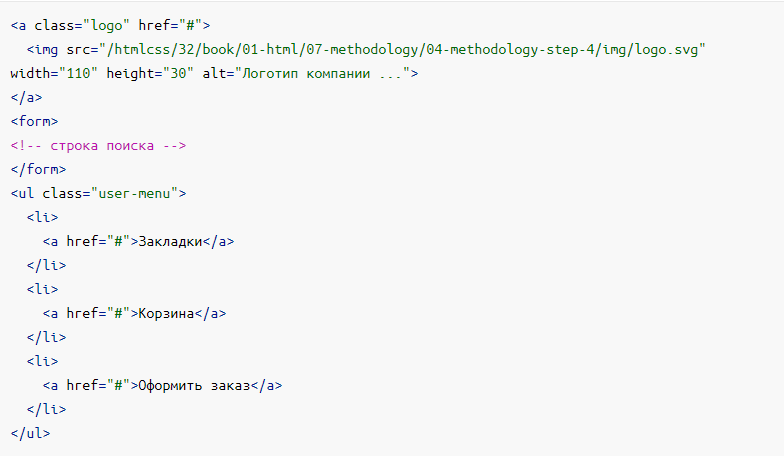 <a class="logo" href="#">
  <img src="/htmlcss/32/book/01-html/07-methodology/04-methodology-step-4/img/logo.svg"
width="110" height="30" alt="Логотип компании ...">
</a>
<form>
<!-- строка поиска -->
</form>
<ul class="user-menu">
  <li>
    <a href="#">Закладки</a>
  </li>
  <li>
    <a href="#">Корзина</a>
  </li>
  <li>
    <a href="#">Оформить заказ</a>
  </li>
</ul>